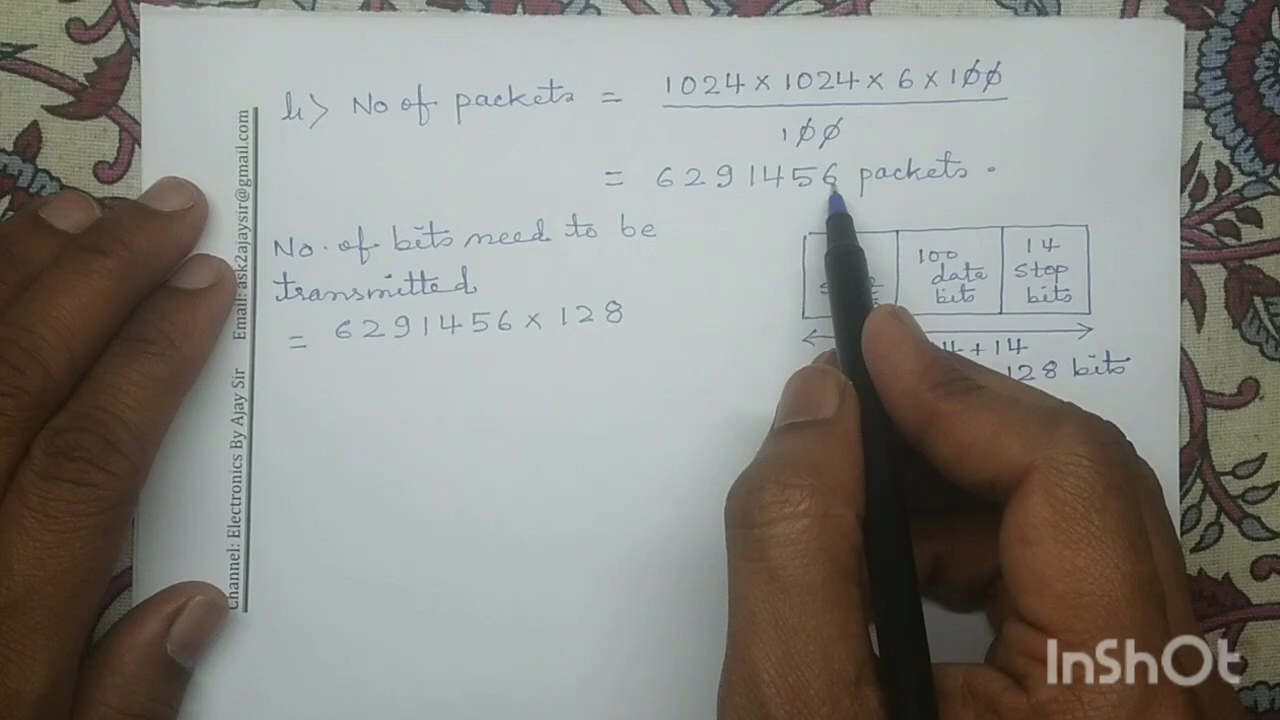 ii> No of packets = 1024 × 1024 × 6 × 100
100
= 6291456 packets.
No. of bits need to be
transmitted
= 6291456 × 128
100
data
bits
14
stop
bits
+14
128 bits
Channel: Electronics By Ajay Sir Email: ask2ajaysir@gmail.com
InShOt